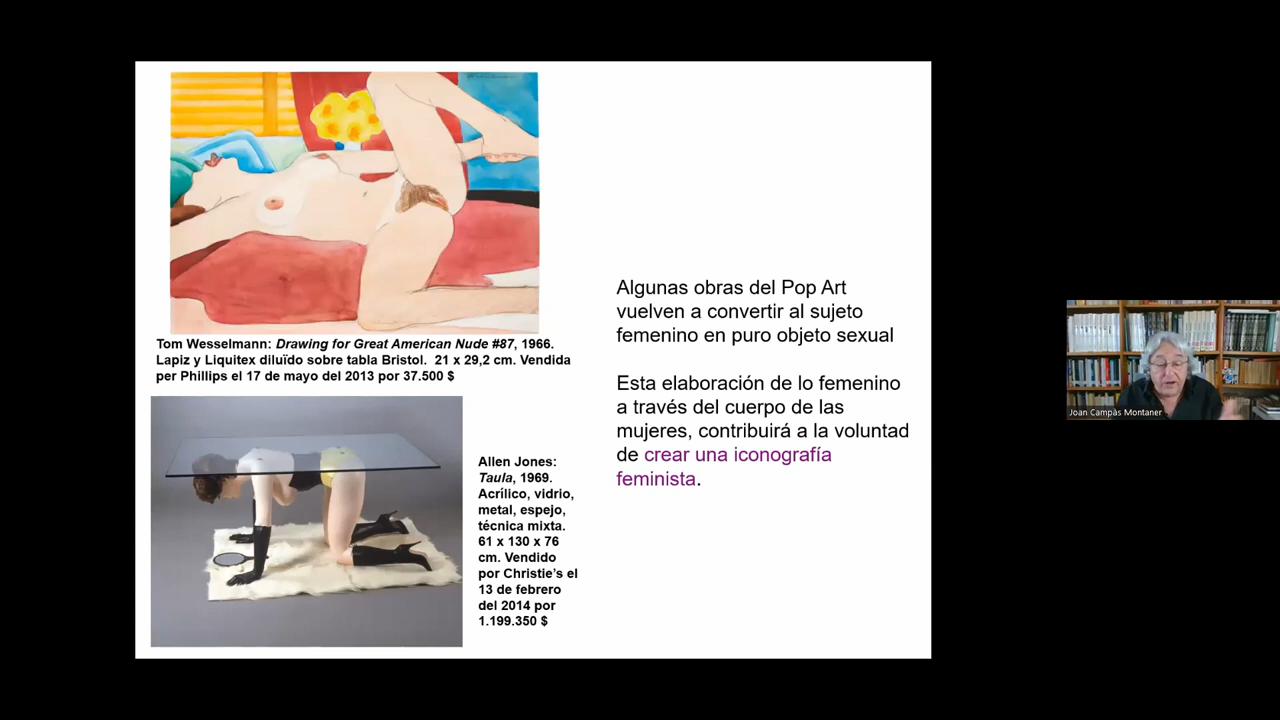 Tom Wesselmann: Drawing for Great American Nude #87, 1966.
Lapiz y Liquitex diluïdo sobre tabla Bristol. 21 x 29,2 cm. Vendida
per Phillips el 17 de mayo del 2013 por 37.500 $
Allen Jones:
Taula, 1969.
Acrílico, vidrio,
metal, espejo,
técnica mixta.
61 x 130 x 76
cm. Vendido
por Christie's el
13 de febrero
del 2014 por
1.199.350 $
Algunas obras del Pop Art
vuelven a convertir al sujeto
femenino en puro objeto sexual
Esta elaboración de lo femenino
a través del cuerpo de las
mujeres, contribuirá a la voluntad
de crear una iconografía
feminista.
Joan Campàs Montaner